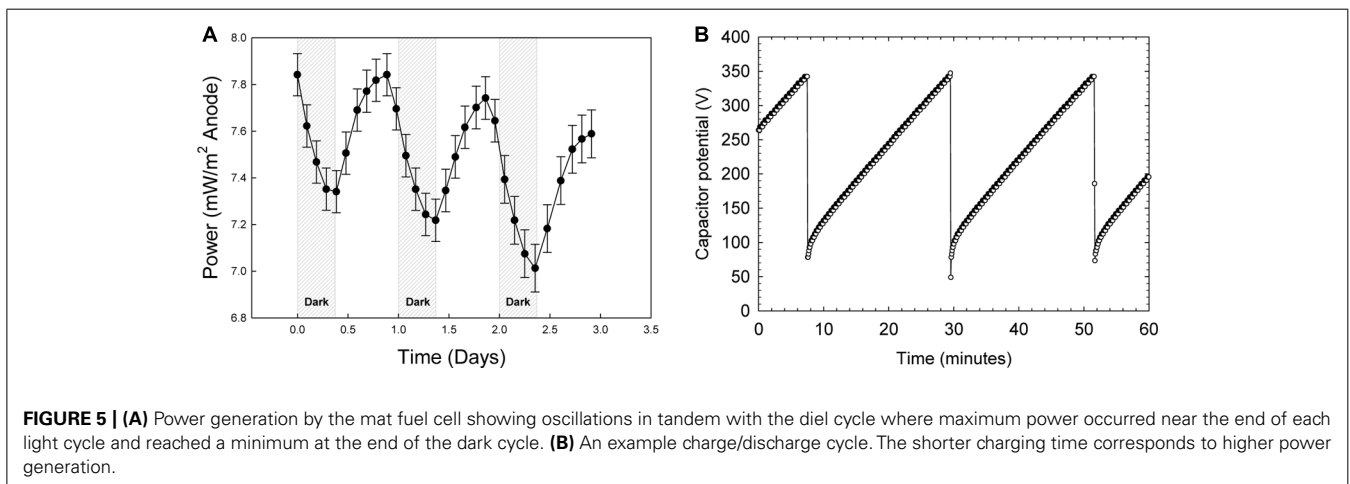 A
8.0
7.8
7.6
7.4
7.2
7.0
6.8
Power (mW/m² Anode)
Dark
Dark
Dark
0.0 0.5 1.0 1.5 2.0 2.5 3.0 3.5
Time (Days)
B
400
350
300
250
200
150
100
50
0
Capacitor potential (V)
0 10 20 30 40 50 60
Time (minutes)
FIGURE 5 | (A) Power generation by the mat fuel cell showing oscillations in tandem with the diel cycle where maximum power occurred near the end of each
light cycle and reached a minimum at the end of the dark cycle. (B) An example charge/discharge cycle. The shorter charging time corresponds to higher power
generation.